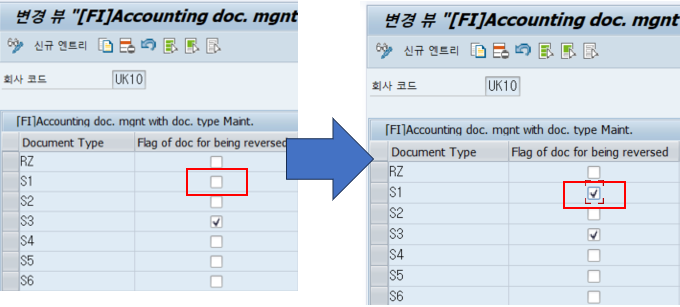 변경 뷰 "[FI]Accounting doc. mgnt
신규 엔트리
회사 코드 UK10
[FI]Accounting doc. mgnt with doc. type Maint.
Document Type Flag of doc for being reversed
RZ
S1
S2
S3
S4
S5
S6
변경 뷰 "[FI]Accounting doc. mgnt
신규 엔트리
회사 코드 UK10
[FI]Accounting doc. mgnt with doc. type Maint.
Document Type Flag of doc for being reversed
RZ
S1
S2
S3
S4
S5
S6